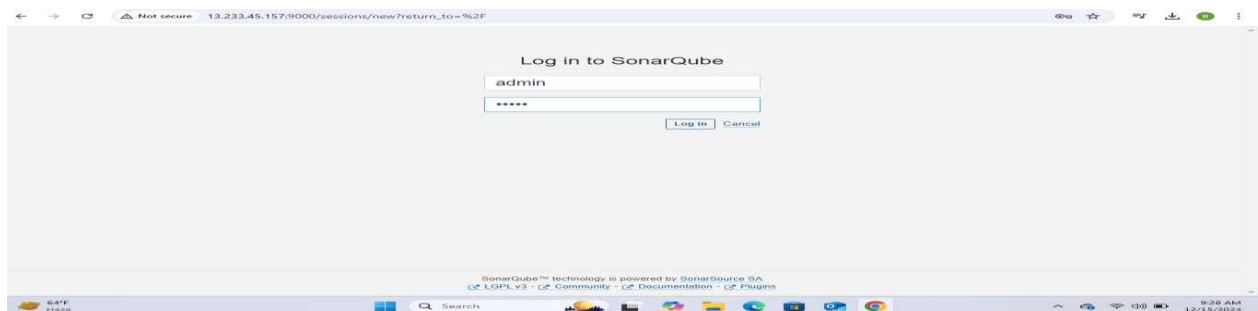 Not secure 13.233.45.157:9000/sessions/new?return_to=%2F
Log in to SonarQube
admin
•••••
Log in Cancel
SonarQube™ technology is powered by SonarSource SA
LGPL v3 - Community - Documentation - Plugins
64°F
Haze
Search
9:28 AM
12/15/2024